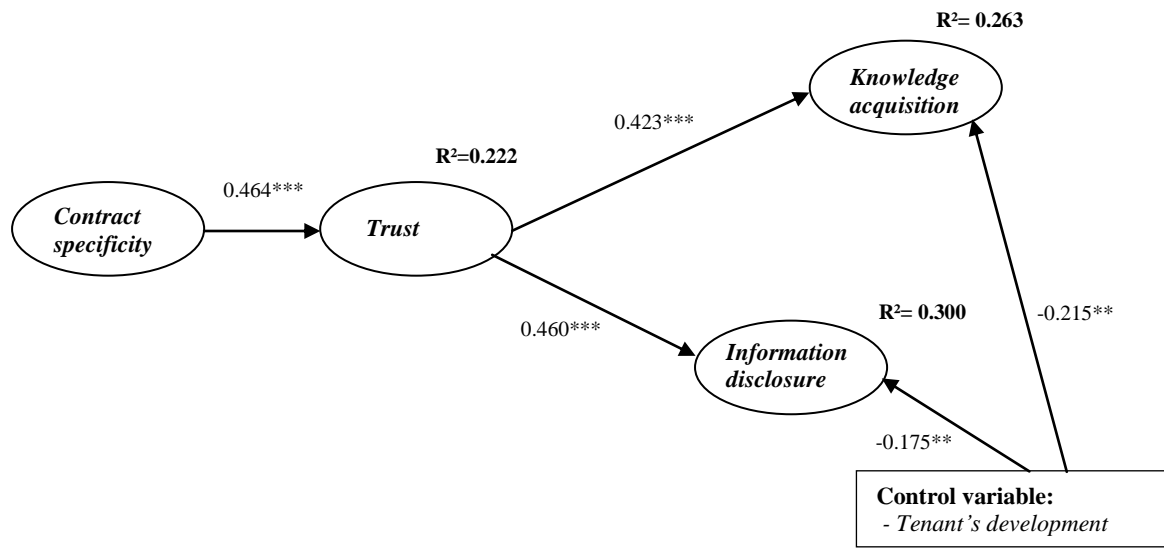 R²= 0.263
Knowledge
acquisition
0.423***
R²=0.222
0.464***
Contract
specificity
Trust
R²= 0.300
-0.215**
0.460***
Information
disclosure
-0.175**
Control variable:
- Tenant’s development